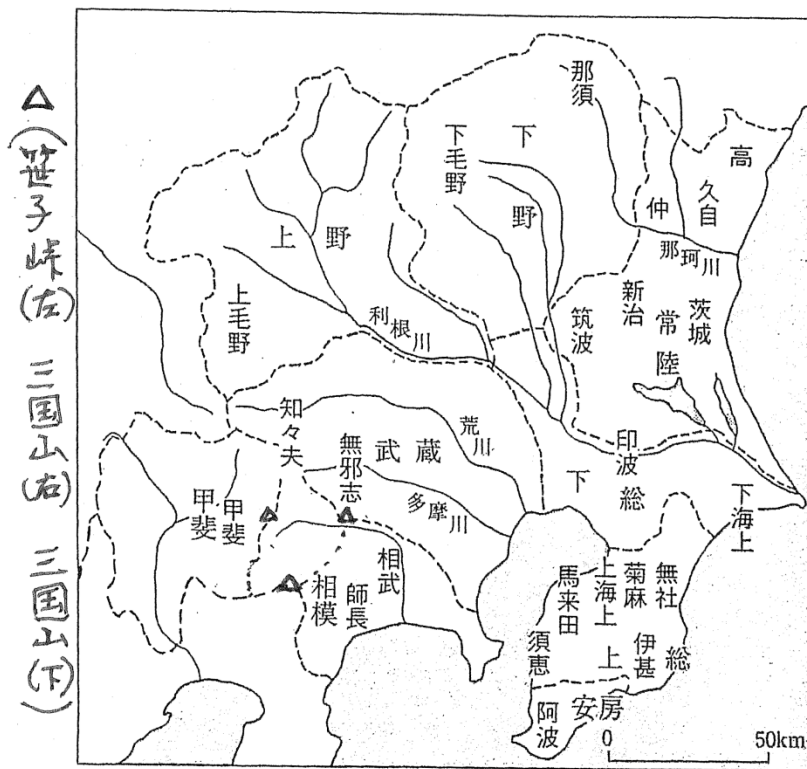 △(笹子峠(左) 三国山(右) 三国山(下))
那須
下毛野
下野
高
久自
仲
那珂川
上野
上毛野
利根川
新治
筑波
茨城
常陸
知々夫
無邪志
武蔵
荒川
多摩川
印波
下総
下海上
甲斐
甲斐
相武
相模
師長
馬来田
上海上
菊麻
無社
伊甚
須恵
上総
安房
阿波
0 50km